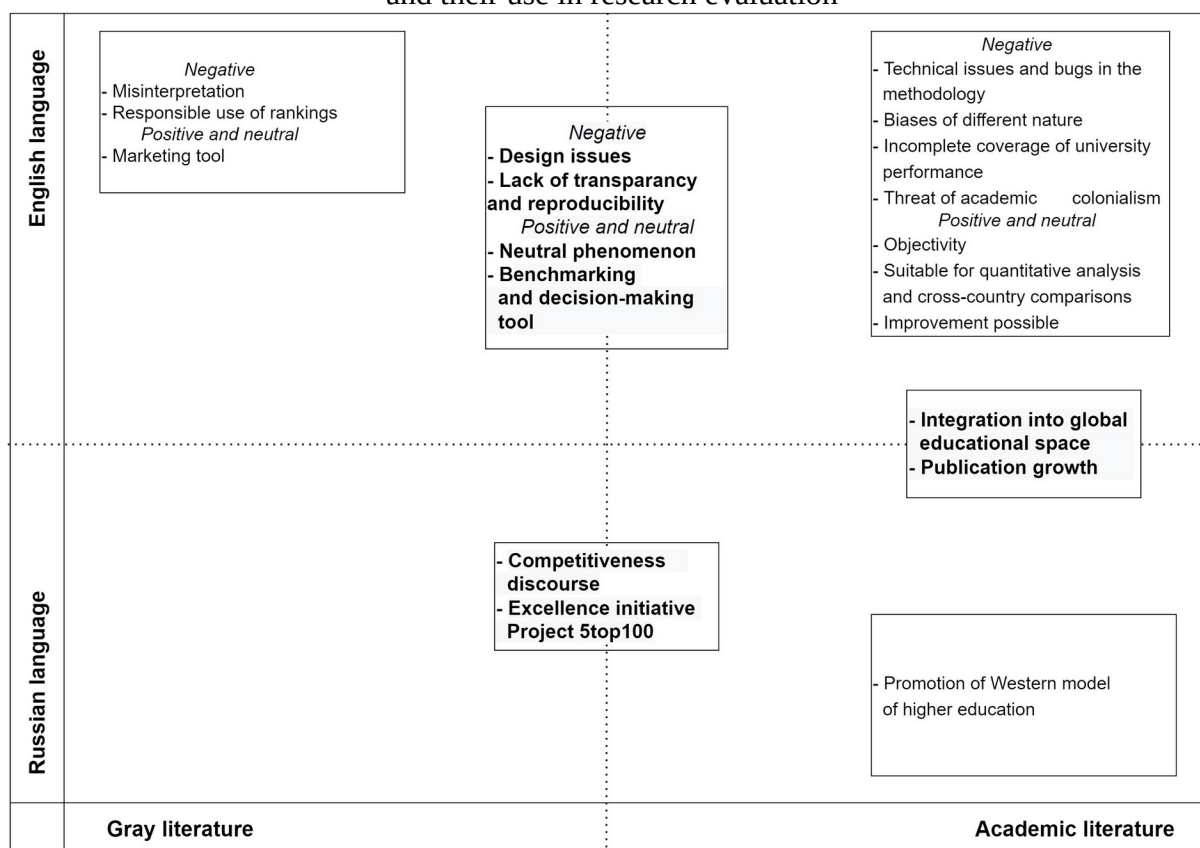 and their use in research evaluation
English language
Negative
- Misinterpretation
- Responsible use of rankings
Positive and neutral
- Marketing tool
Negative
- Design issues
- Lack of transparancy
and reproducibility
Positive and neutral
- Neutral phenomenon
- Benchmarking
and decision-making
tool
Negative
- Technical issues and bugs in the
methodology
- Biases of different nature
- Incomplete coverage of university
performance
- Threat of academic colonialism
Positive and neutral
- Objectivity
- Suitable for quantitative analysis
and cross-country comparisons
- Improvement possible
- Integration into global
educational space
- Publication growth
Russian language
- Competitiveness
discourse
- Excellence initiative
Project 5top100
- Promotion of Western model
of higher education
Gray literature
Academic literature